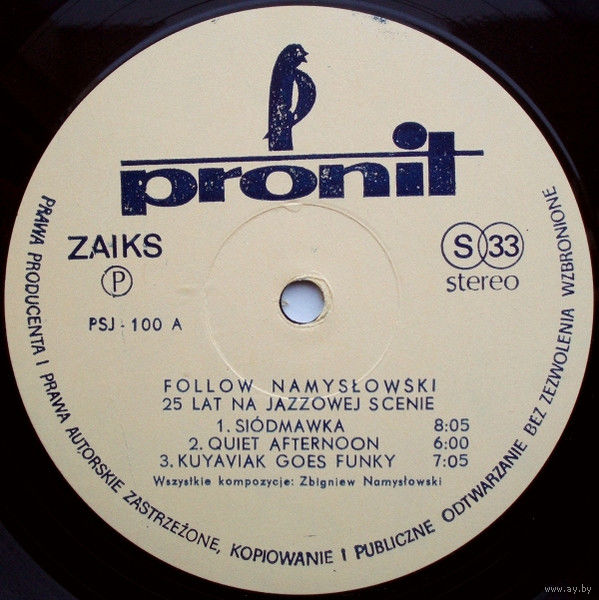 pronit
ZAIKS
P
PSJ - 100 A
S 33
stereo
FOLLOW NAMYSŁOWSKI
25 LAT NA JAZZOWEJ SCENIE
1. SIÓDMAWKA 8:05
2. QUIET AFTERNOON 6:00
3. KUYAVIAK GOES FUNKY 7:05
Wszystkie kompozycje: Zbigniew Namysłowski
PRAWA PRODUCENTA I PRAWA AUTORSKIE ZASTRZEŻONE, KOPIOWANIE I PUBLICZNE ODTWARZANIE BEZ ZEZWOLENIA WZBRONIONE
www.ay.by